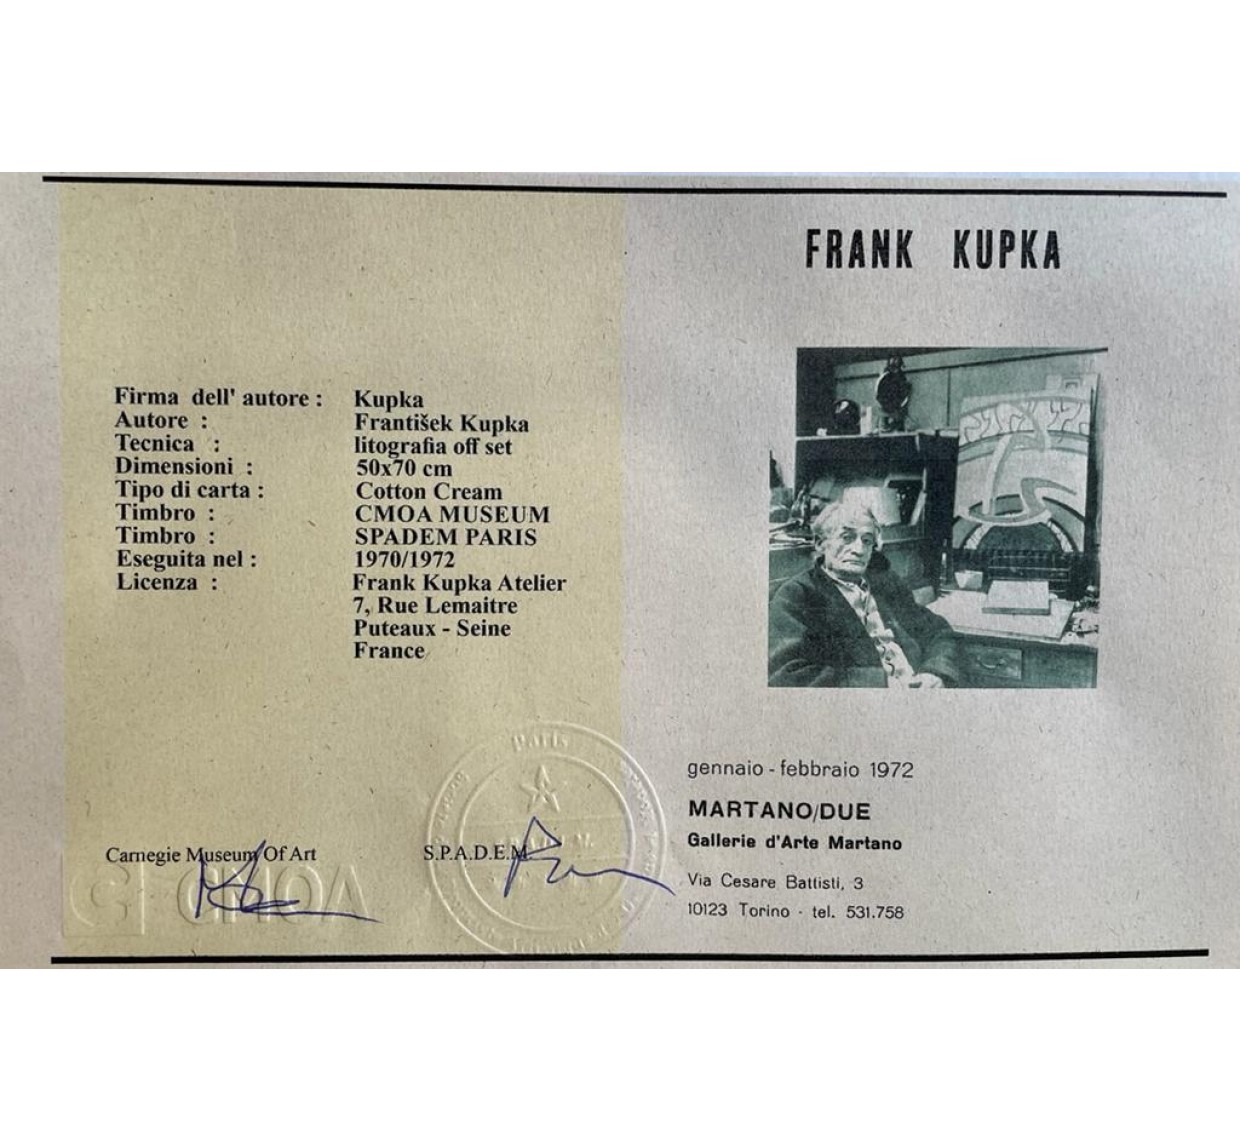 FRANK KUPKA
Firma dell' autore : Kupka
Autore : František Kupka
Tecnica : litografia off set
Dimensioni : 50x70 cm
Tipo di carta : Cotton Cream
Timbro : CMOA MUSEUM
Timbro : SPADEM PARIS
Eseguita nel : 1970/1972
Licenza : Frank Kupka Atelier
7, Rue Lemaitre
Puteaux - Seine
France
Carnegie Museum Of Art
CMOA
S.P.A.D.E.M.
Paris
gennaio - febbraio 1972
MARTANO/DUE
Gallerie d'Arte Martano
Via Cesare Battisti, 3
10123 Torino - tel. 531.758